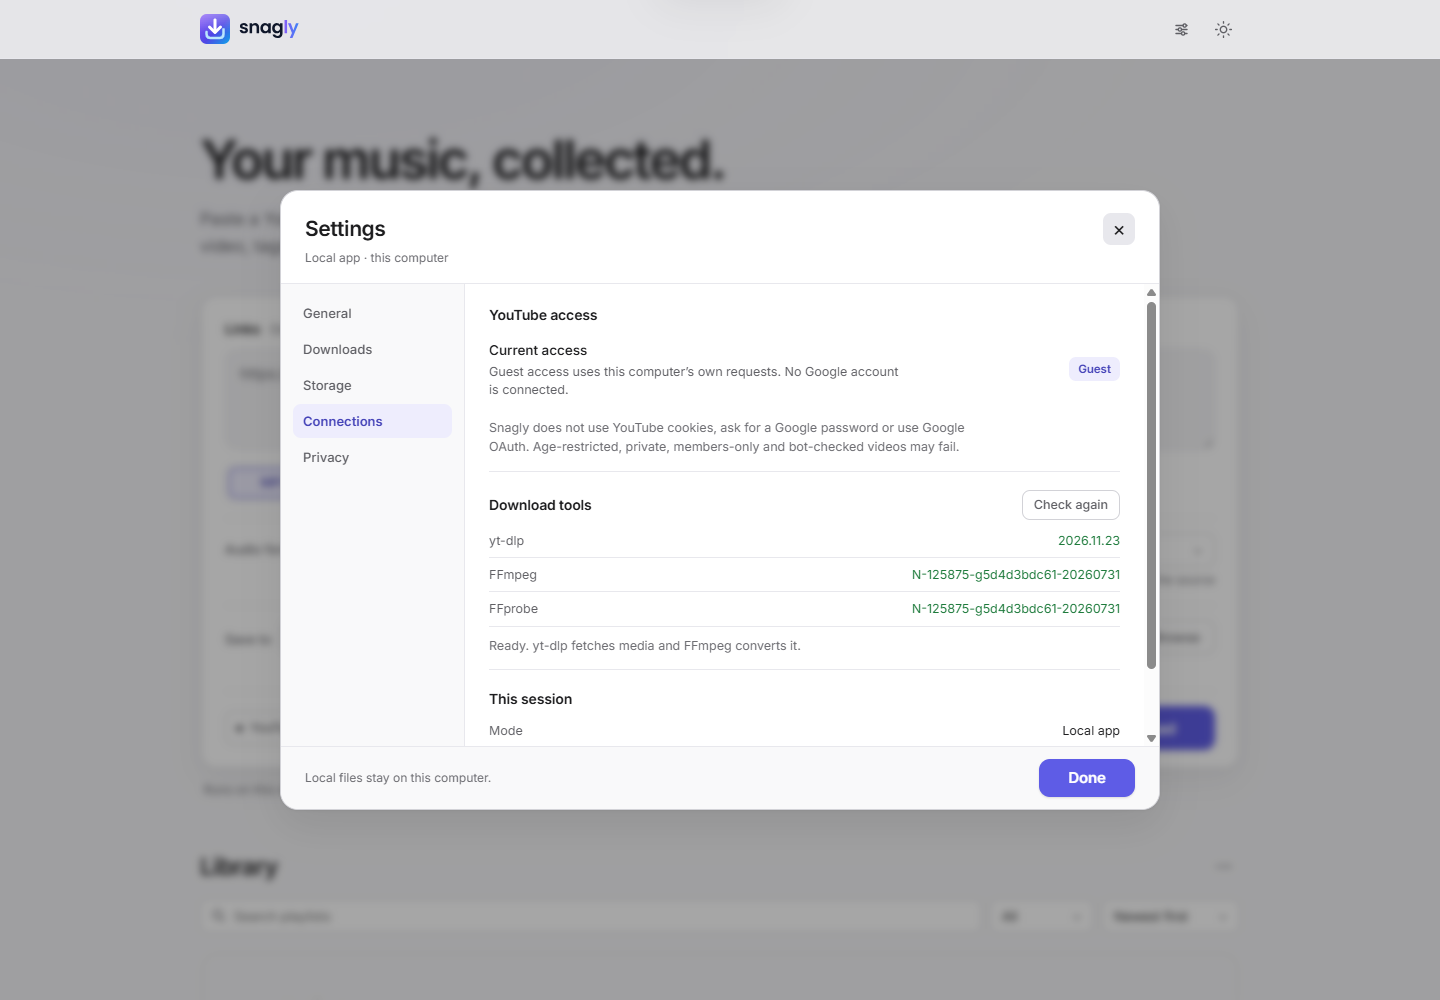 snagly
Your music, collected.
Settings
Local app · this computer
General
Downloads
Storage
Connections
Privacy
YouTube access
Current access
Guest access uses this computer’s own requests. No Google account
is connected.
Guest
Snagly does not use YouTube cookies, ask for a Google password or use Google
OAuth. Age-restricted, private, members-only and bot-checked videos may fail.
Download tools
Check again
yt-dlp
2026.11.23
FFmpeg
N-125875-g5d4d3bdc61-20260731
FFprobe
N-125875-g5d4d3bdc61-20260731
Ready. yt-dlp fetches media and FFmpeg converts it.
This session
Mode
Local app
Local files stay on this computer.
Done
Library
Search playlists
All
Newest first